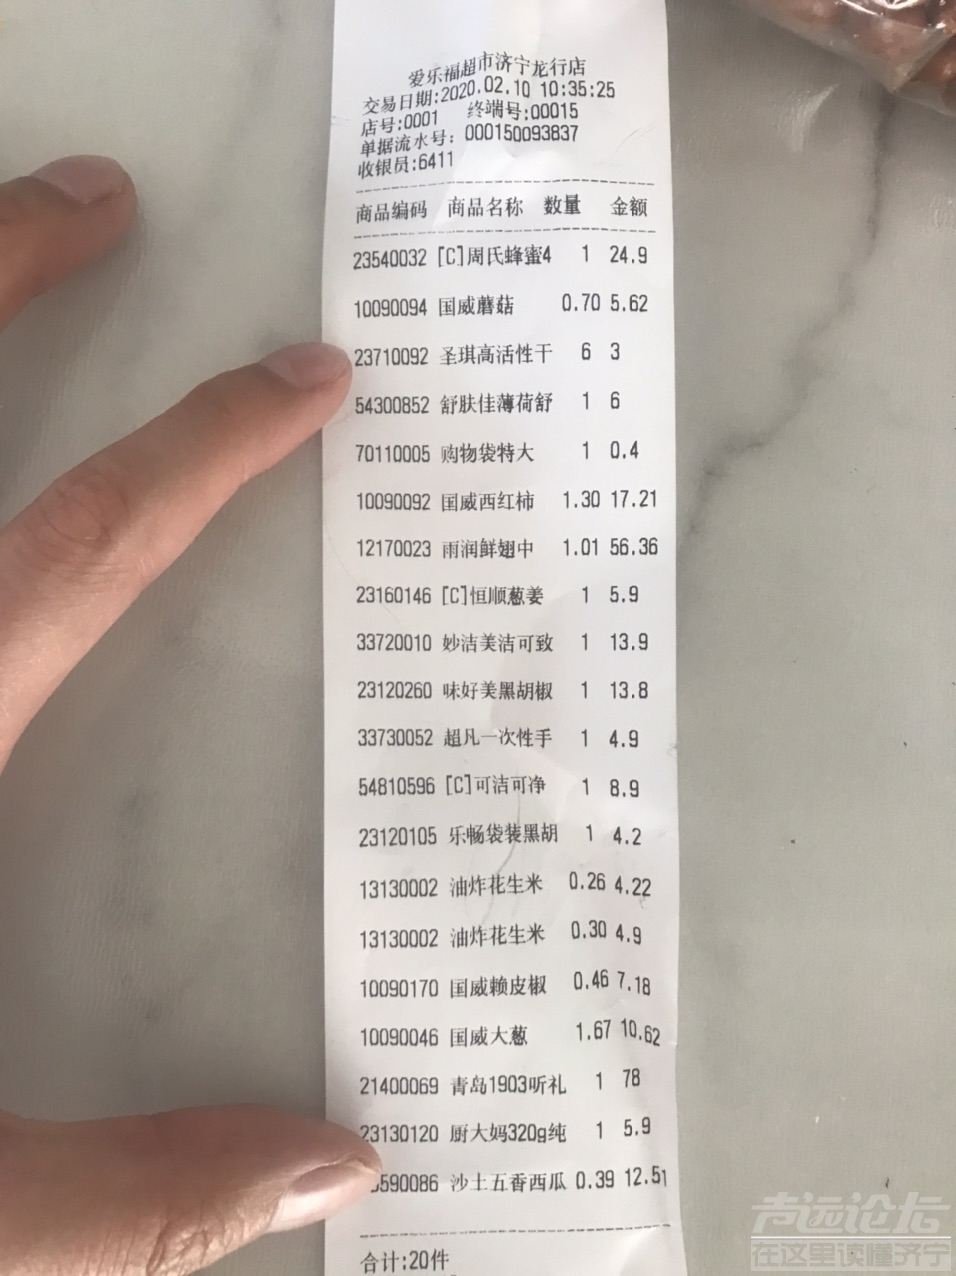 爱乐福超市济宁龙行店
交易日期:2020.02.10 10:35:25
店号:0001 终端号:00015
单据流水号: 000150093837
收银员:6411
商品编码 商品名称 数量 金额
23540032 [C]周氏蜂蜜4 1 24.9
10090094 国威蘑菇 0.70 5.62
23710092 圣琪高活性干 6 3
54300852 舒肤佳薄荷舒 1 6
70110005 购物袋特大 1 0.4
10090092 国威西红柿 1.30 17.21
12170023 雨润鲜翅中 1.01 56.36
23160146 [C]恒顺葱姜 1 5.9
33720010 妙洁美洁可致 1 13.9
23120260 味好美黑胡椒 1 13.8
33730052 超凡一次性手 1 4.9
54810596 [C]可洁可净 1 8.9
23120105 乐畅袋装黑胡 1 4.2
13130002 油炸花生米 0.26 4.22
13130002 油炸花生米 0.30 4.9
10090170 国威赖皮椒 0.46 7.18
10090046 国威大葱 1.67 10.62
21400069 青岛1903听礼 1 78
23130120 厨大妈320g纯 1 5.9
590086 沙土五香西瓜 0.39 12.51
合计:20件
声远论坛
在这里读懂济宁